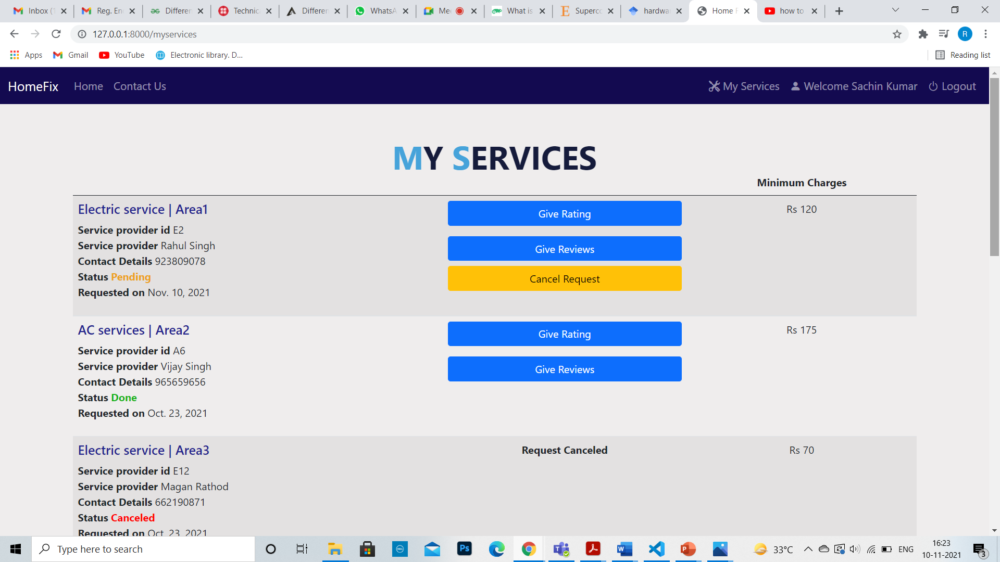 Inbox (1 Reg. En Differen Technica Differen WhatsA Mee What is Superco hardwa Home F how to
127.0.0.1:8000/myservices
Apps Gmail YouTube Electronic library. D... Reading list
HomeFix Home Contact Us My Services Welcome Sachin Kumar Logout
MY SERVICES
Minimum Charges
Electric service | Area1 Give Rating Rs 120
Service provider id E2
Service provider Rahul Singh Give Reviews
Contact Details 923809078
Status Pending Cancel Request
Requested on Nov. 10, 2021
AC services | Area2 Give Rating Rs 175
Service provider id A6
Service provider Vijay Singh Give Reviews
Contact Details 965659656
Status Done
Requested on Oct. 23, 2021
Electric service | Area3 Request Canceled Rs 70
Service provider id E12
Service provider Magan Rathod
Contact Details 662190871
Status Canceled
Requested on Oct. 23, 2021
Type here to search 33°C ENG 16:23
10-11-2021 3